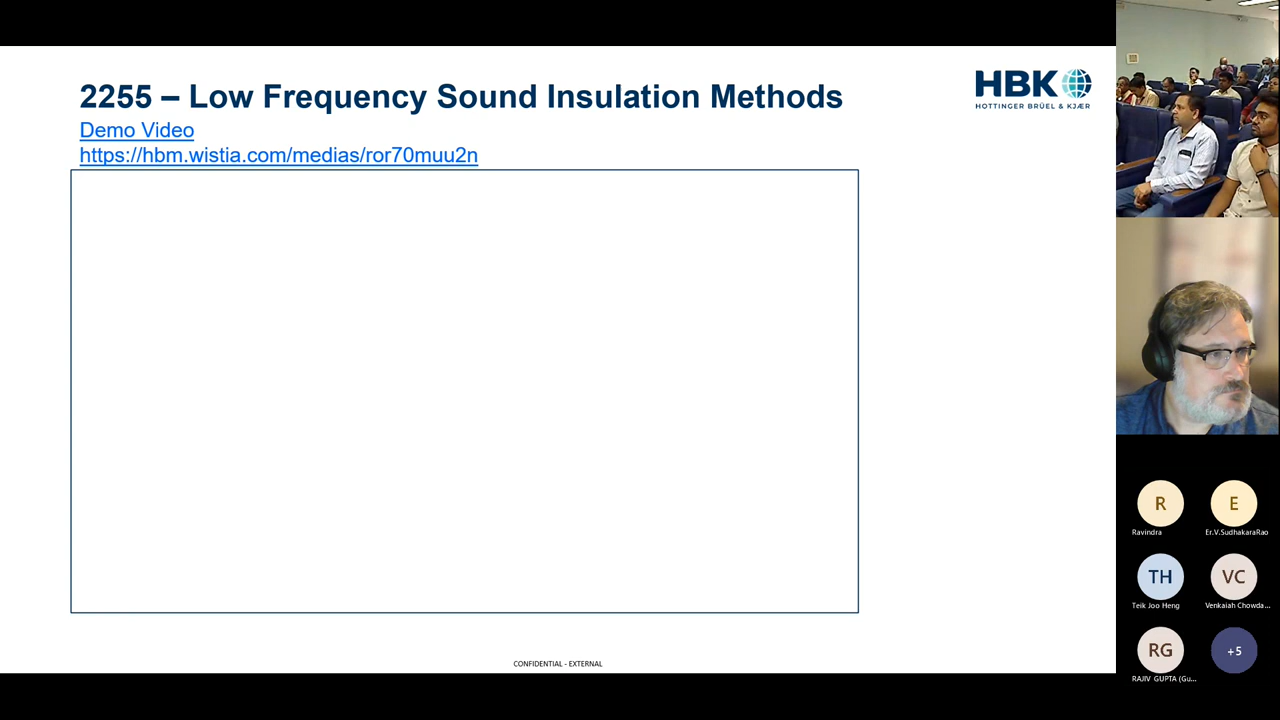 2255 – Low Frequency Sound Insulation Methods
Demo Video
https://hbm.wistia.com/medias/ror70muu2n
HBK
HOTTINGER BRÜEL & KJÆR
CONFIDENTIAL - EXTERNAL
R
E
Ravindra
Er.V.SudhakaraRao
TH
VC
Teik Joo Heng
Venkaiah Chowda...
RG
+5
RAJIV GUPTA (Gu...